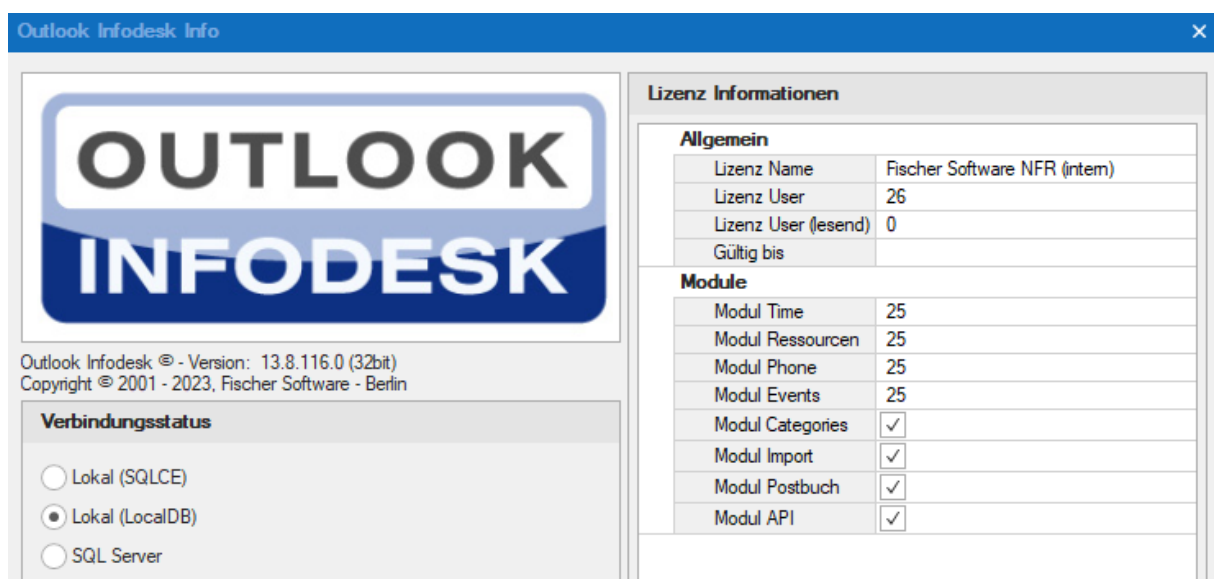 Outlook Infodesk Info
OUTLOOK
INFODESK
Outlook Infodesk © - Version: 13.8.116.0 (32bit)
Copyright © 2001 - 2023, Fischer Software - Berlin
Verbindungsstatus
Lokal (SQLCE)
Lokal (LocalDB)
SQL Server
Lizenz Informationen
Allgemein
Lizenz Name Fischer Software NFR (intern)
Lizenz User 26
Lizenz User (lesend) 0
Gültig bis
Module
Modul Time 25
Modul Ressourcen 25
Modul Phone 25
Modul Events 25
Modul Categories
Modul Import
Modul Postbuch
Modul API